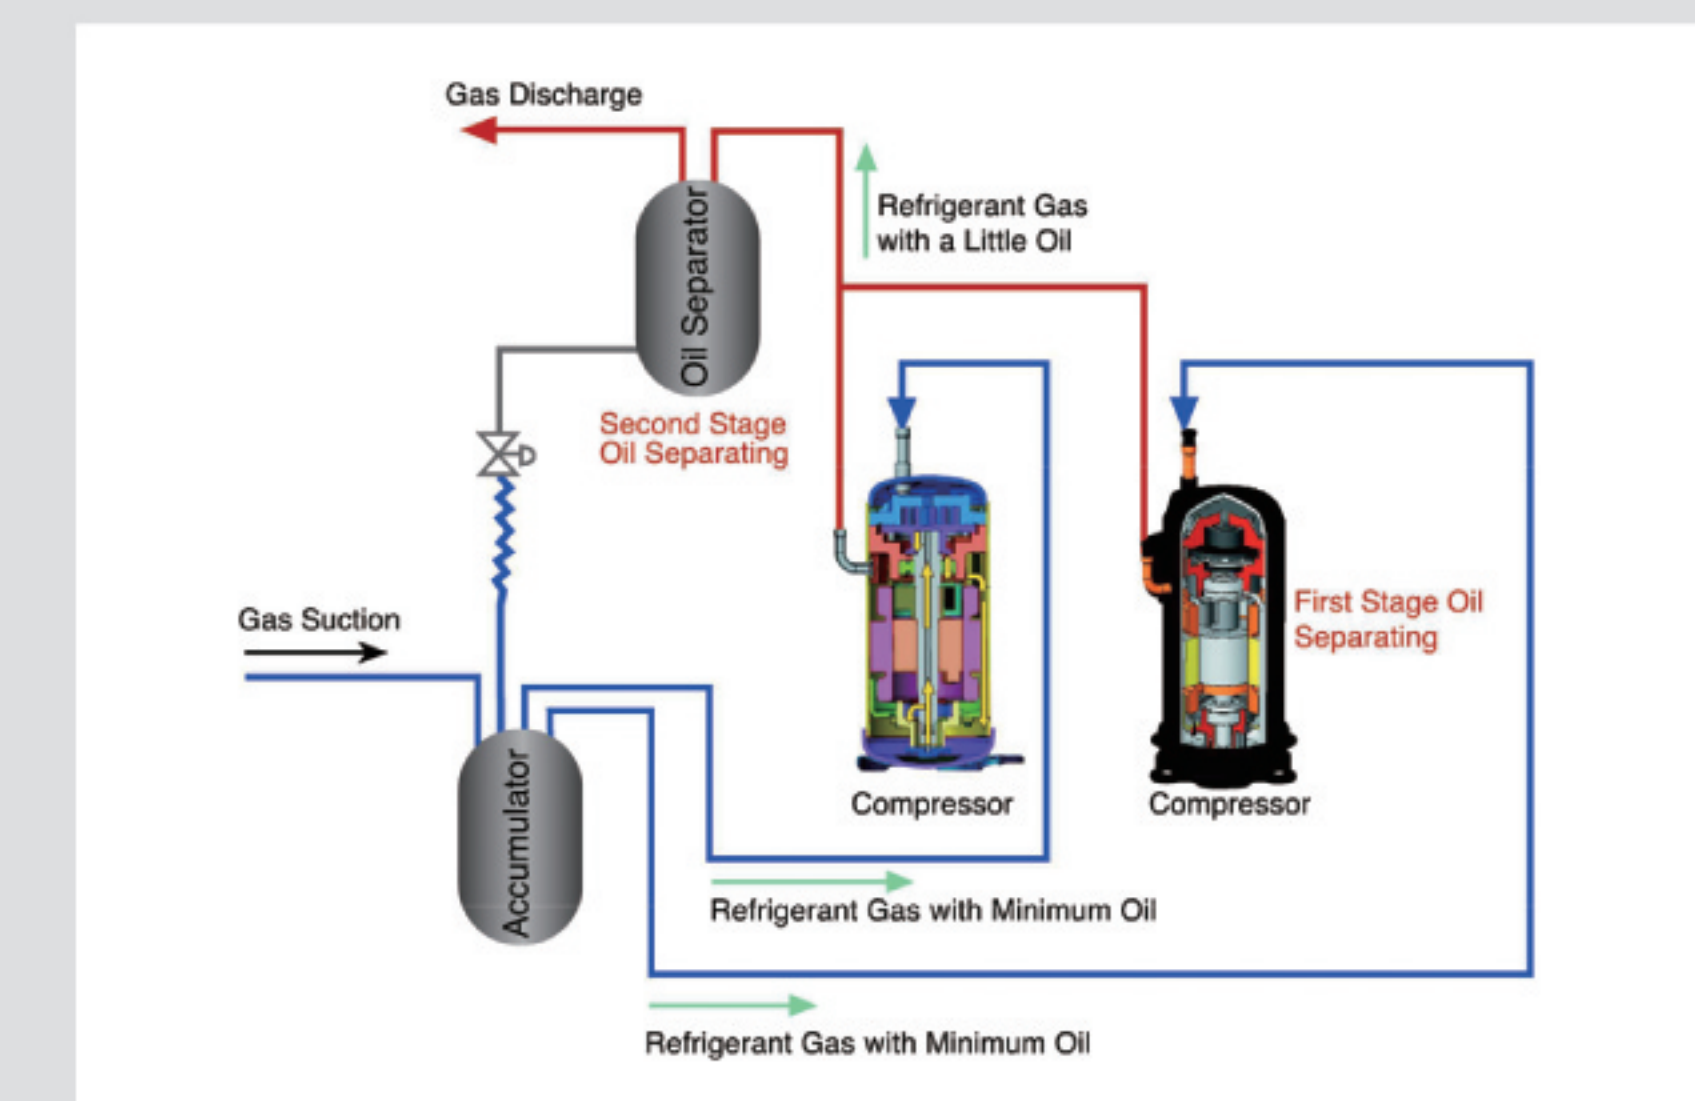 Gas Discharge
Oil Separator
Refrigerant Gas
with a Little Oil
Second Stage
Oil Separating
Gas Suction
First Stage Oil
Separating
Accumulator
Compressor
Compressor
Refrigerant Gas with Minimum Oil
Refrigerant Gas with Minimum Oil